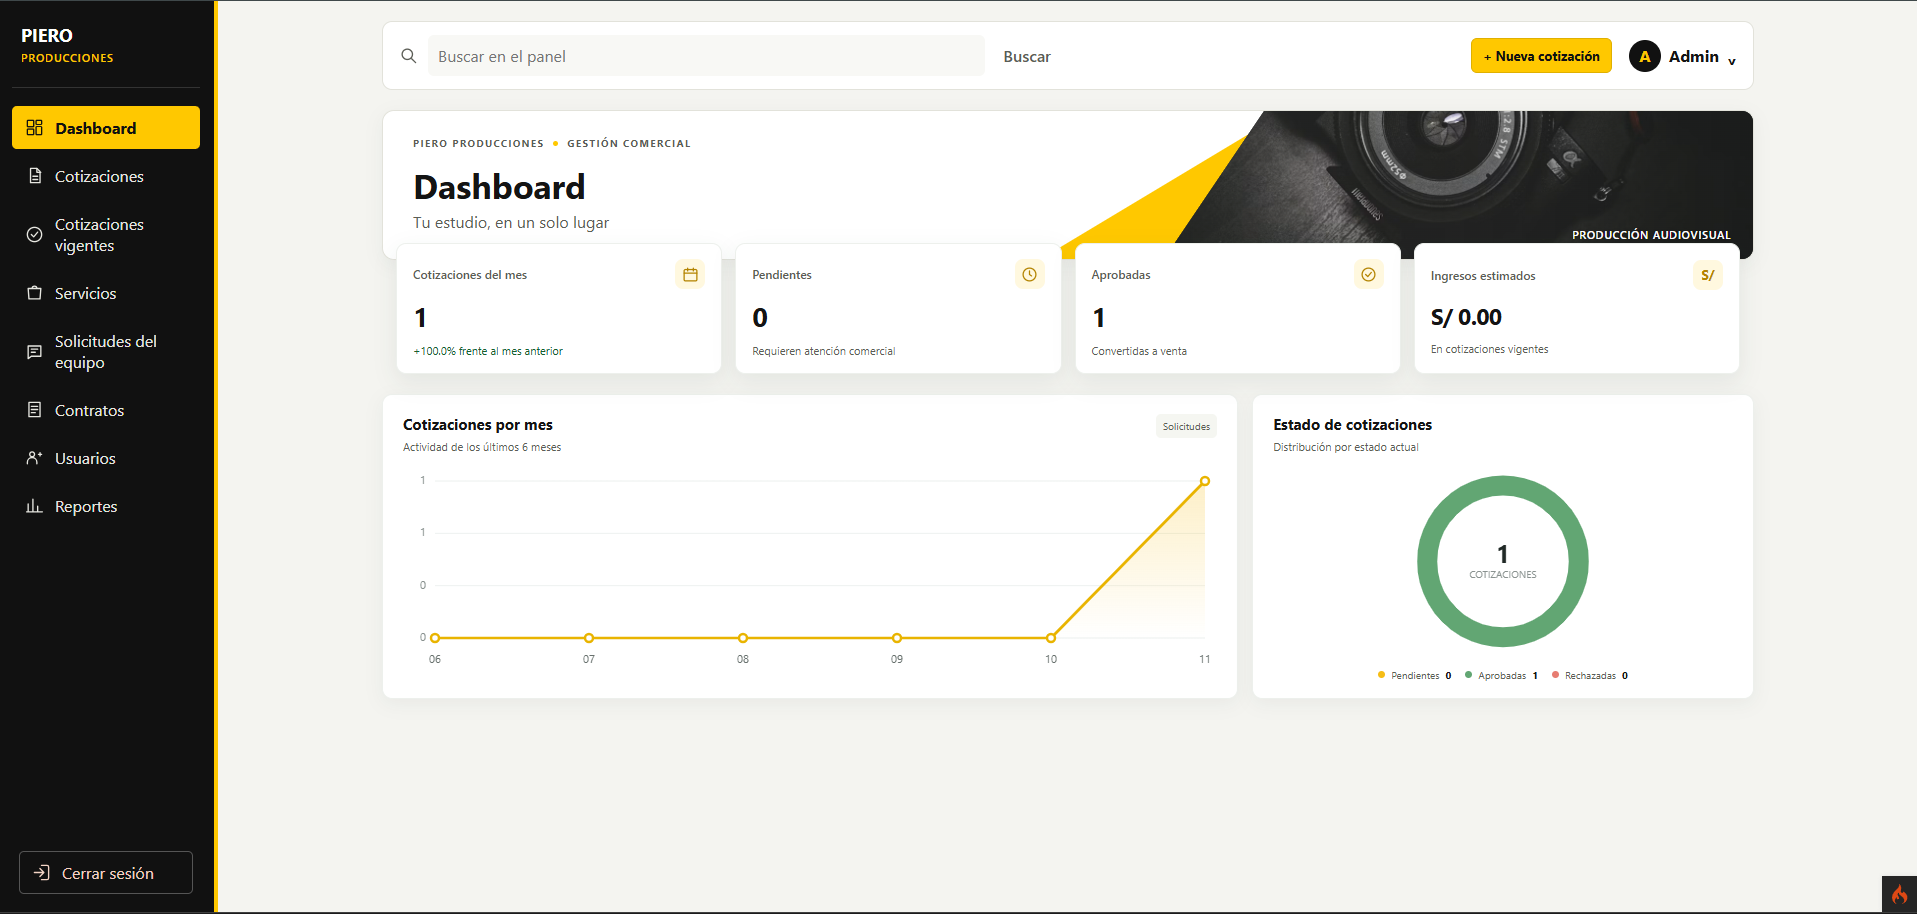 PIERO
PRODUCCIONES
Dashboard
Cotizaciones
Cotizaciones
vigentes
Servicios
Solicitudes del
equipo
Contratos
Usuarios
Reportes
Cerrar sesión
Buscar en el panel
Buscar
+ Nueva cotización
A
Admin
PIERO PRODUCCIONES • GESTIÓN COMERCIAL
Dashboard
Tu estudio, en un solo lugar
1:2.8 STM
Φ52mm
α
PRODUCCIÓN AUDIOVISUAL
Cotizaciones del mes
1
+100.0% frente al mes anterior
Pendientes
0
Requieren atención comercial
Aprobadas
1
Convertidas a venta
Ingresos estimados
S/
S/ 0.00
En cotizaciones vigentes
Cotizaciones por mes
Solicitudes
Actividad de los últimos 6 meses
1
1
0
0
06 07 08 09 10 11
Estado de cotizaciones
Distribución por estado actual
1
COTIZACIONES
Pendientes 0 Aprobadas 1 Rechazadas 0